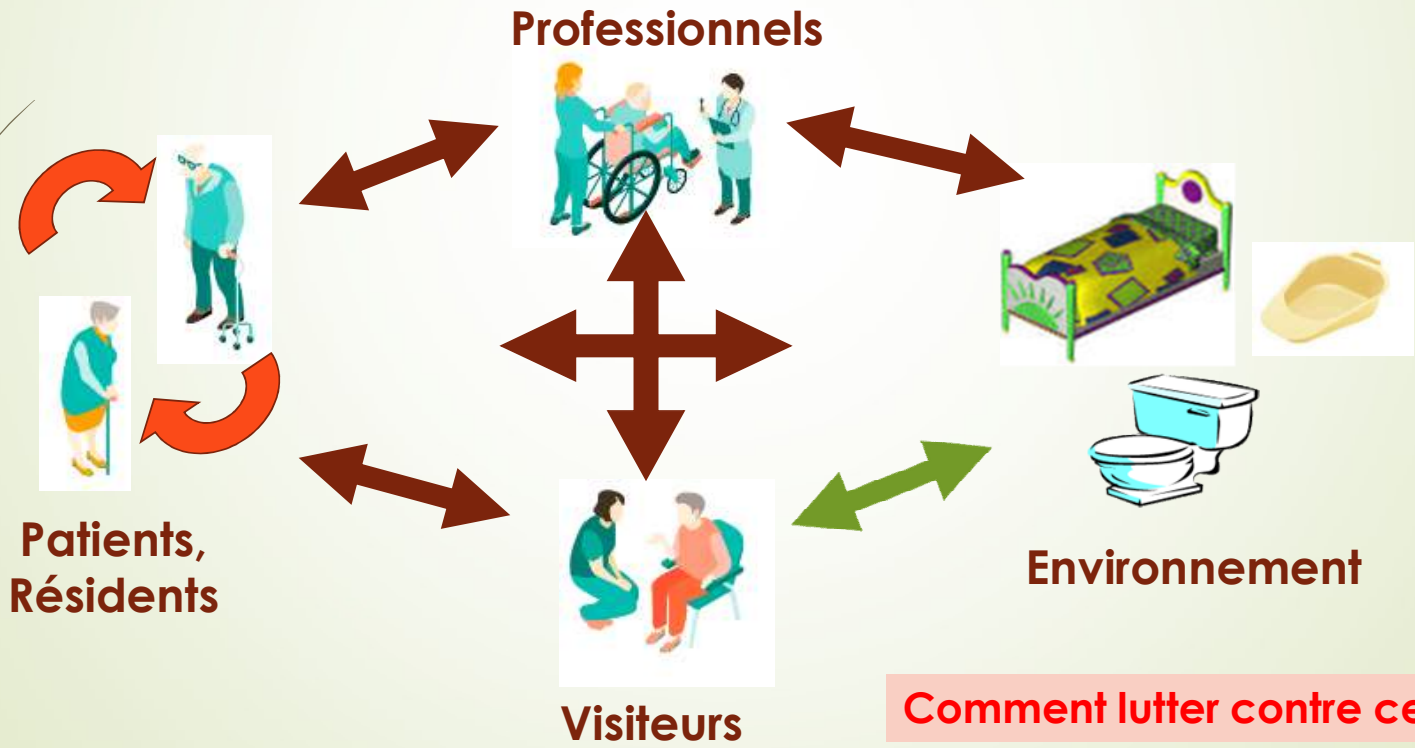 Professionnels
Patients,
Résidents
Environnement
Visiteurs
Comment lutter contre ce